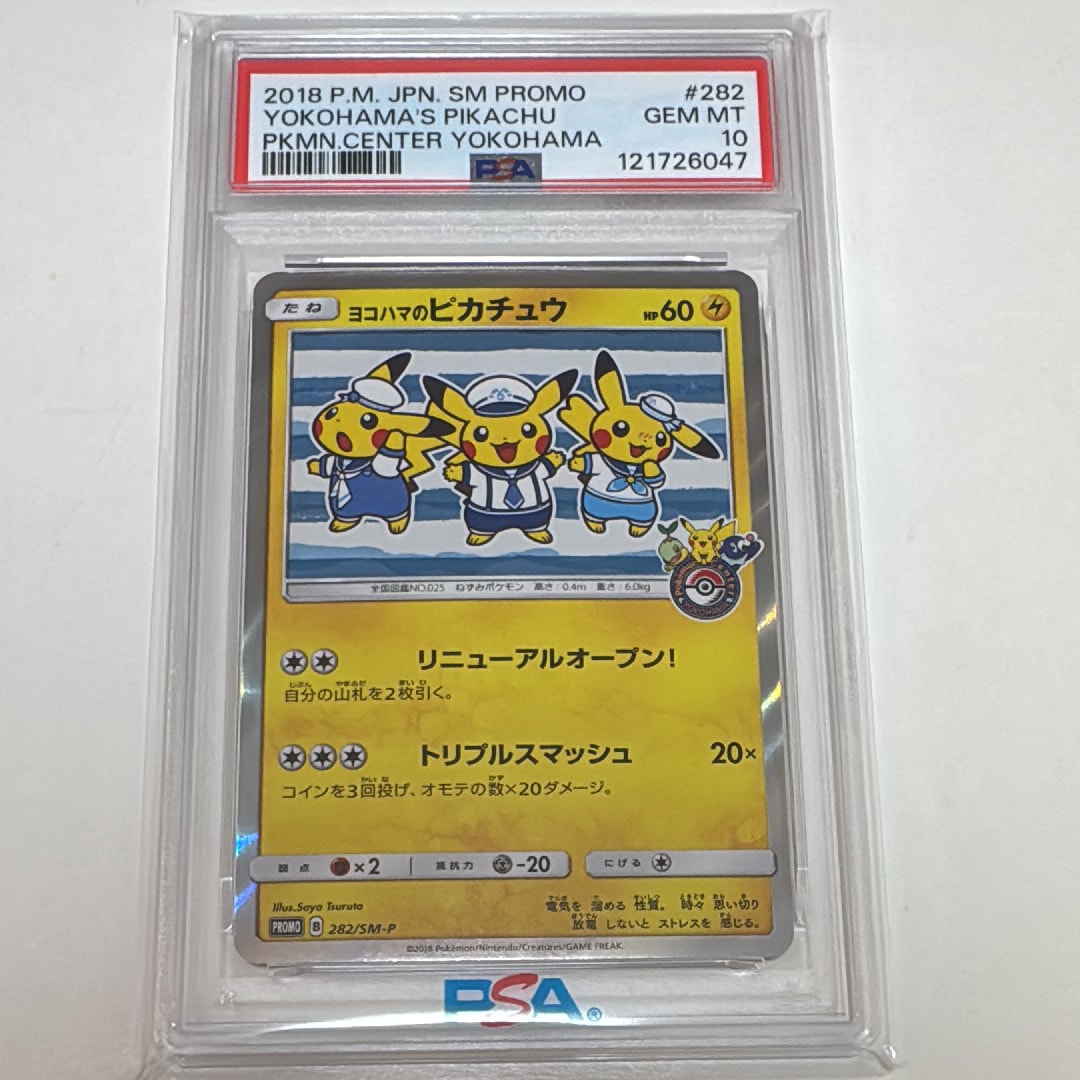 2018 P.M. JPN. SM PROMO #282
YOKOHAMA'S PIKACHU GEM MT
PKMN.CENTER YOKOHAMA 10
PSA 121726047
たね ヨコハマのピカチュウ HP60
全国図鑑NO.025 ねずみポケモン 高さ:0.4m 重さ:6.0kg
リニューアルオープン!
自分の山札を2枚引く。
トリプルスマッシュ 20×
コインを3回投げ、オモテの数×20ダメージ。
弱点 ×2 抵抗力 -20 にげる
Illus.Saya Tsuruta
電気を 溜める 性質。 時々 思い切り
放電 しないと ストレスを 感じる。
PROMO B 282/SM-P
©2018 Pokémon/Nintendo/Creatures/GAME FREAK.
PSA®